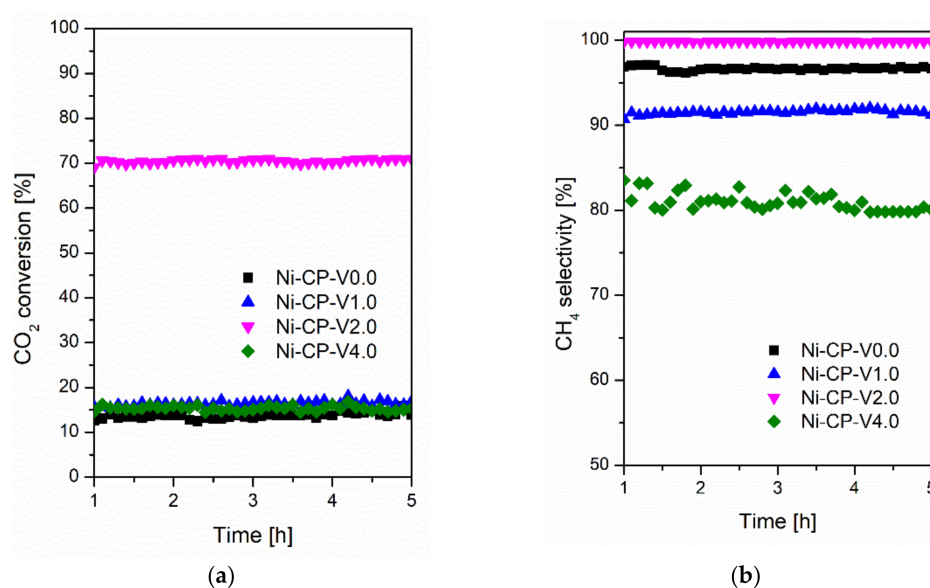 100
90
80
70
60
50
40
30
20
10
0
CO2 conversion [%]
Ni-CP-V0.0
Ni-CP-V1.0
Ni-CP-V2.0
Ni-CP-V4.0
1 2 3 4 5
Time [h]
(a)
100
90
80
70
60
50
CH4 selectivity [%]
Ni-CP-V0.0
Ni-CP-V1.0
Ni-CP-V2.0
Ni-CP-V4.0
1 2 3 4 5
Time [h]
(b)